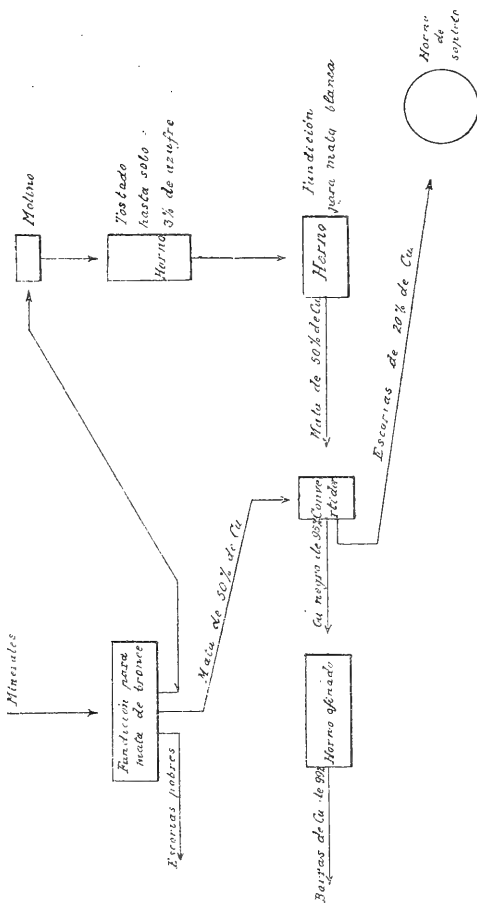 Minerales
Fundición para
mata de bronce
Escorias pobres
Mata de 50% de Cu
Molino
Tostado
hasta solo
3% de azufre
Horno
Fundición
para mata blanca
Horno
Mata de 50% de Cu
Conve
rtidor
Cu negro de 95%
Horno afinado
Barras de Cu de 99%
Escorias de 20% de Cu.
Horno
de
soplete